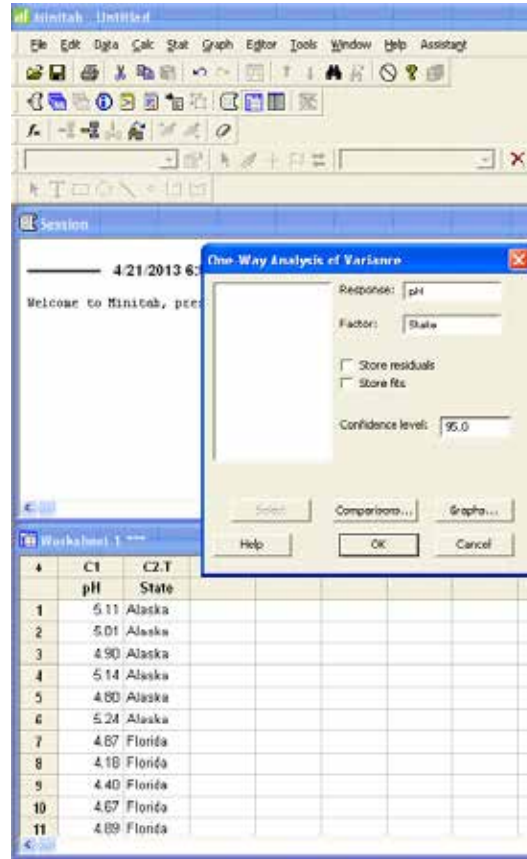 Minitab - Untitled
File Edit Data Calc Stat Graph Editor Tools Window Help Assistant
Session
4/21/2013 6:
Welcome to Minitab, pre
One-Way Analysis of Variance
Response: pH
Factor: State
Store residuals
Store fits
Confidence level: 95.0
Select Comparisons... Graphs...
Help OK Cancel
Worksheet 1 ***
C1 C2-T
pH State
1 5.11 Alaska
2 5.01 Alaska
3 4.90 Alaska
4 5.14 Alaska
5 4.80 Alaska
6 5.24 Alaska
7 4.87 Florida
8 4.18 Florida
9 4.40 Florida
10 4.67 Florida
11 4.89 Florida